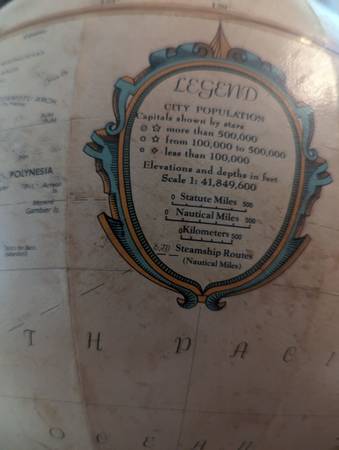 LEGEND
CITY POPULATION
Capitals shown by stars
more than 500,000
from 100,000 to 500,000
less than 100,000
Elevations and depths in feet
Scale 1: 41,849,600
Statute Miles
0 500
Nautical Miles
0 500
Kilometers
0 500
Steamship Routes
(Nautical Miles)
POLYNESIA
Gambier Is
T H P A C I
O C E A N